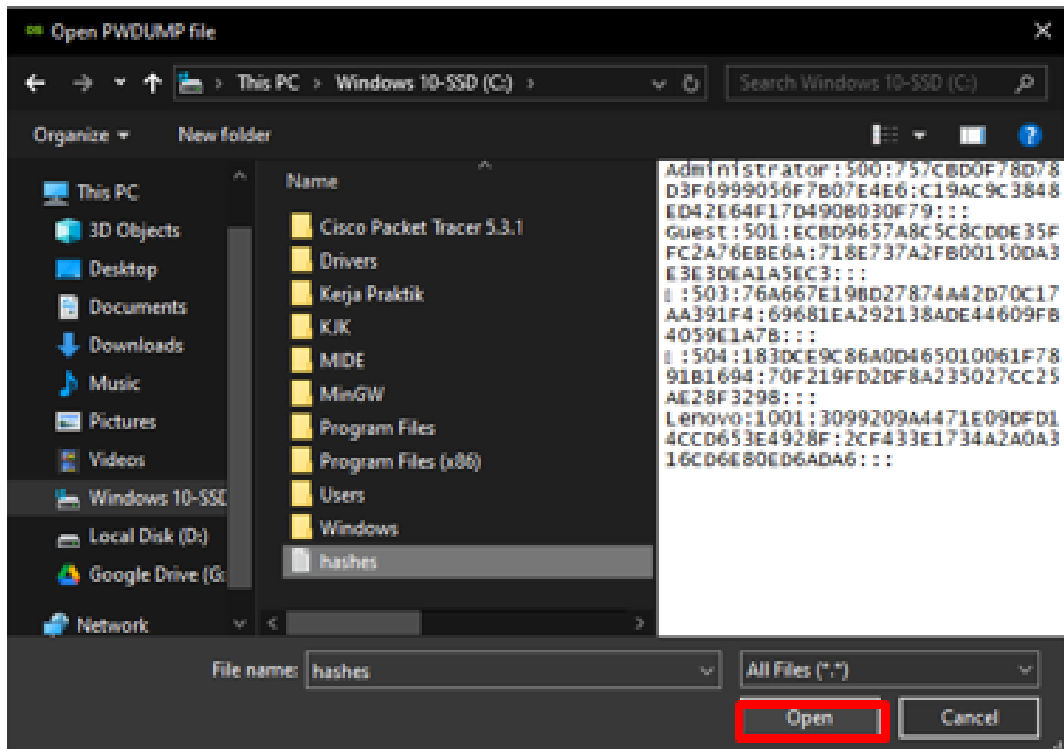 Open PWDUMP file
This PC > Windows 10-SSD (C:) >
Search Windows 10-SSD (C:)
Organize
New folder
This PC
3D Objects
Desktop
Documents
Downloads
Music
Pictures
Videos
Windows 10-SSD
Local Disk (D:)
Google Drive (G:
Network
Name
Cisco Packet Tracer 5.3.1
Drivers
Kerja Praktik
KJK
MIDE
MinGW
Program Files
Program Files (x86)
Users
Windows
hashes
Administrator:500:757CBD0F78D78
D3F6999056F7B07E4E6:C19AC9C3848
ED42E64F17D490B030F79:::
Guest:501:ECBD9657A8C5C8CDDE35F
FC2A76EBE6A:718E737A2FB00150DA3
E3E3DEA1A5EC3:::
:503:76A667E19BD27874A42D70C17
AA391F4:69681EA292138ADE44609FB
4059E1A7B:::
:504:183DCE9C86A0D465010061F78
91B1694:70F219FD2DF8A235027CC25
AE28F3298:::
Lenovo:1001:3099209A4471E09DFD1
4CCD653E4928F:2CF433E1734A2A0A3
16CD6E80ED6ADA6:::
File name: hashes
All Files (*.*)
Open
Cancel